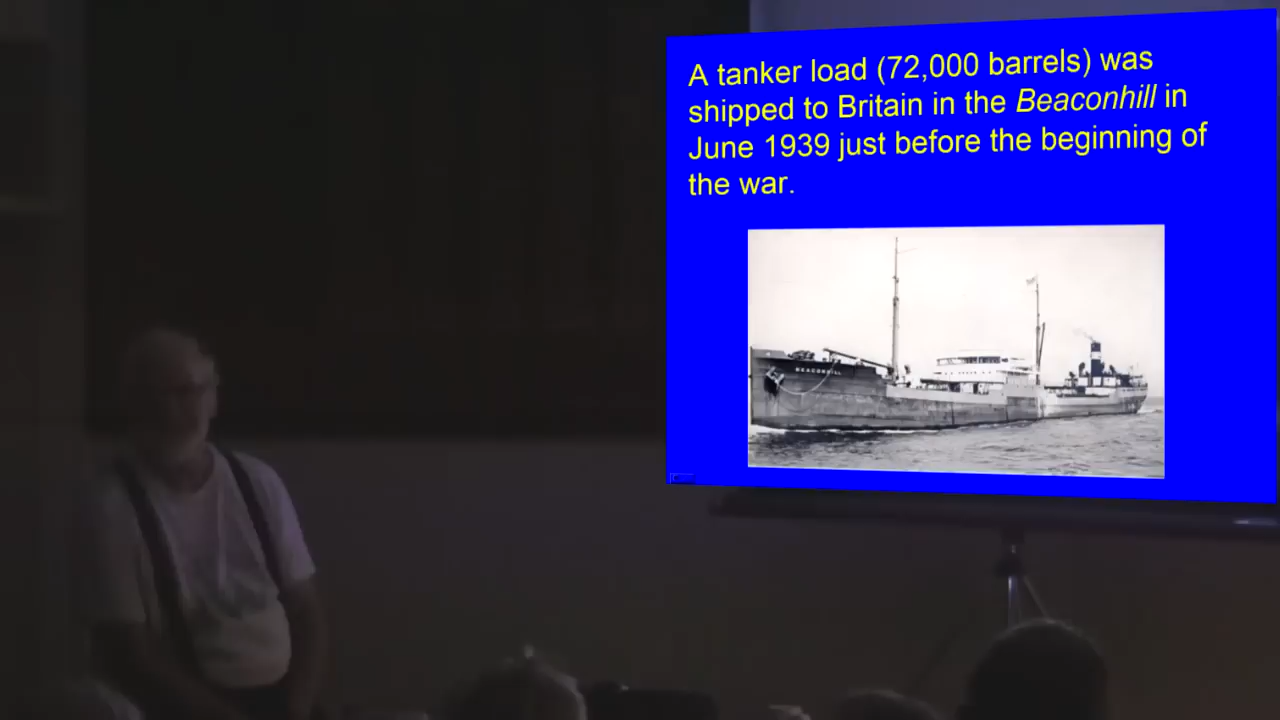 A tanker load (72,000 barrels) was
shipped to Britain in the Beaconhill in
June 1939 just before the beginning of
the war.
BEACONHILL